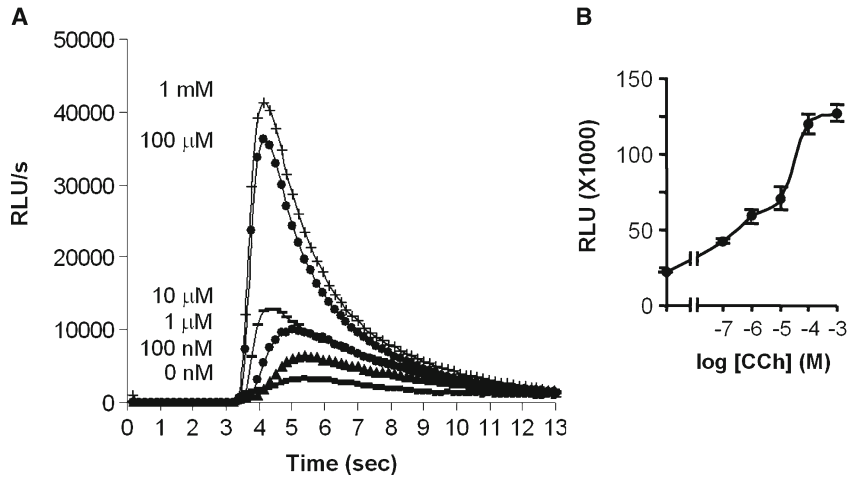 A
50000
40000
30000
20000
10000
0
RLU/s
1 mM
100 μM
10 μM
1 μM
100 nM
0 nM
0 1 2 3 4 5 6 7 8 9 10 11 12 13
Time (sec)
B
150
100
50
0
RLU (X1000)
-7 -6 -5 -4 -3
log [CCh] (M)